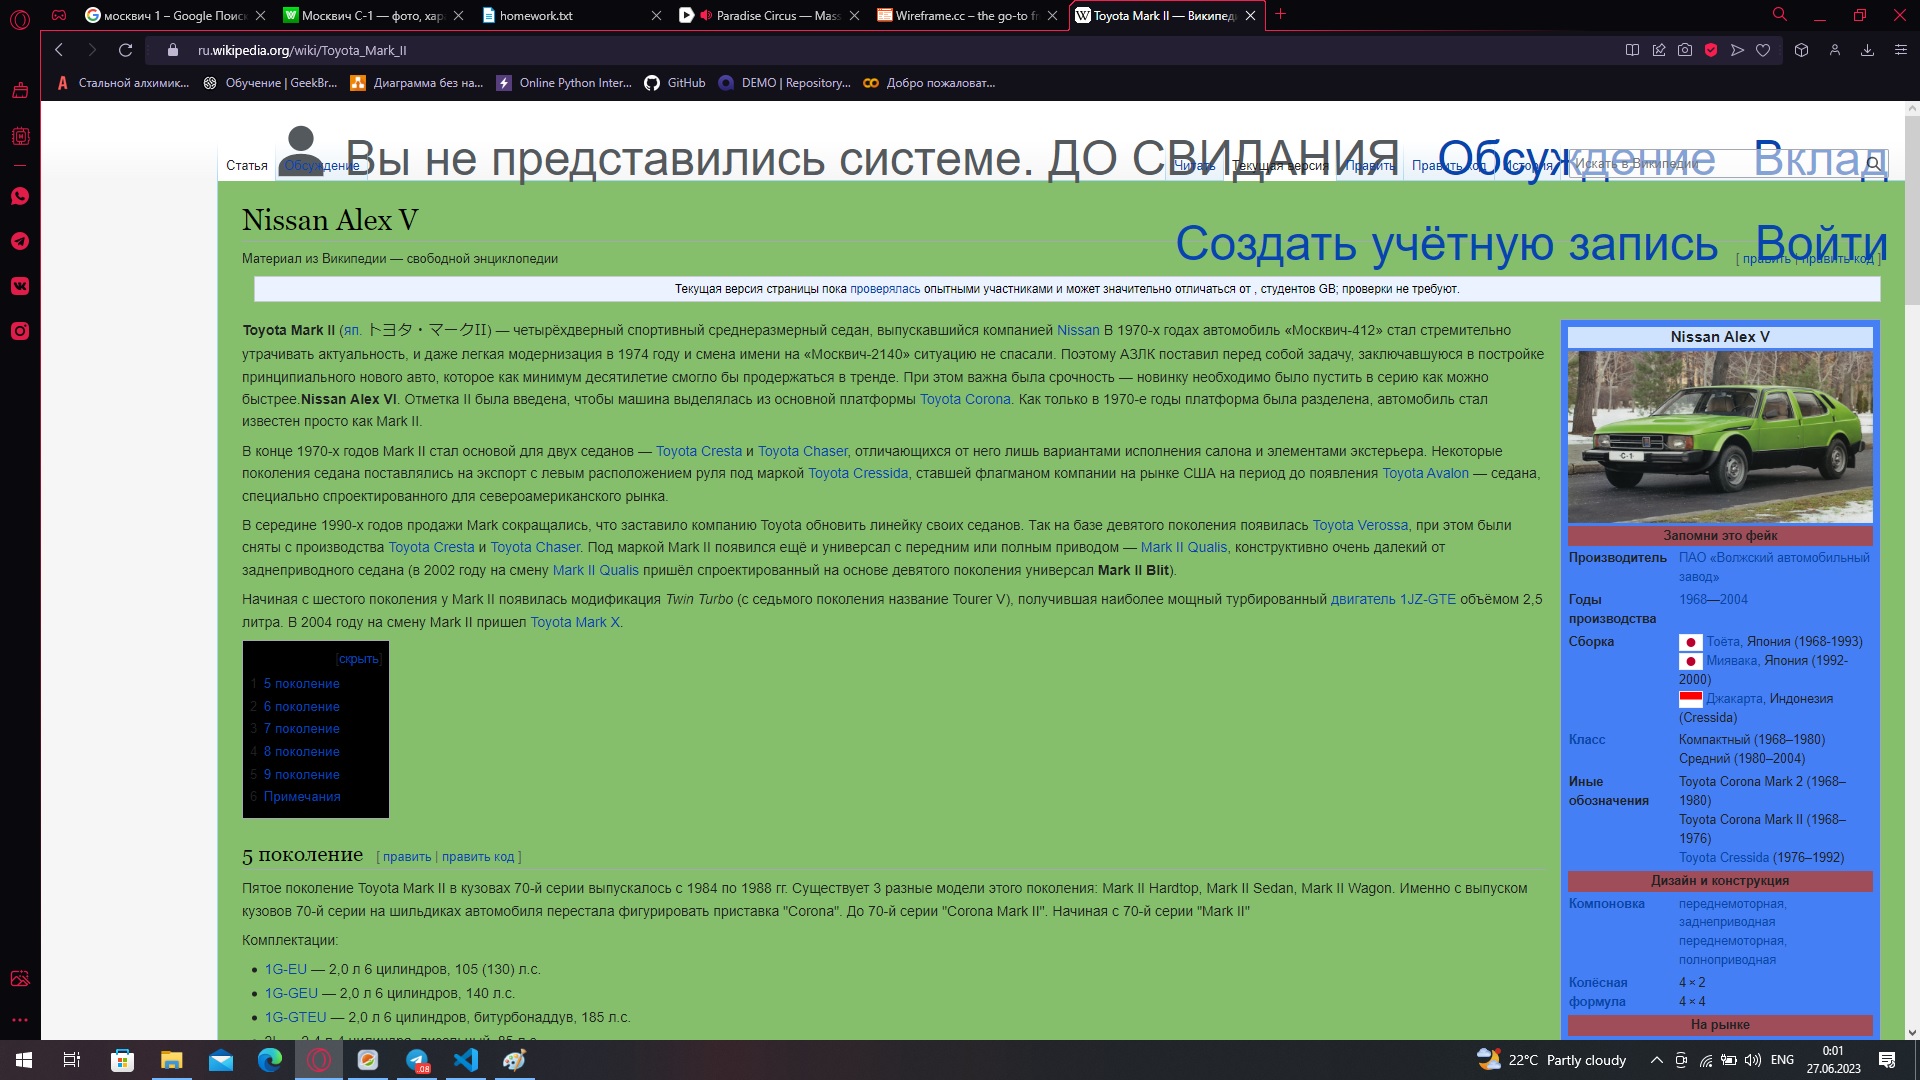 москвич 1 – Google Поиск
Москвич С-1 — фото, хар
homework.txt
Paradise Circus — Mass
Wireframe.cc – the go-to fr
Toyota Mark II — Википед
ru.wikipedia.org/wiki/Toyota_Mark_II
Стальной алхимик...
Обучение | GeekBr...
Диаграмма без на...
Online Python Inter...
GitHub
DEMO | Repository...
Добро пожаловат...
Вы не представились системе. ДО СВИДАНИЯ Обсуждение Вклад
Статья Обсуждение Читать Текущая версия Править Править код История Искать в Википедии
Создать учётную запись Войти
Nissan Alex V
[ править | править код ]
Материал из Википедии — свободной энциклопедии
Текущая версия страницы пока проверялась опытными участниками и может значительно отличаться от , студентов GB; проверки не требуют.
Toyota Mark II (яп. トヨタ・マークII) — четырёхдверный спортивный среднеразмерный седан, выпускавшийся компанией Nissan В 1970-х годах автомобиль «Москвич-412» стал стремительно
утрачивать актуальность, и даже легкая модернизация в 1974 году и смена имени на «Москвич-2140» ситуацию не спасали. Поэтому АЗЛК поставил перед собой задачу, заключавшуюся в постройке
принципиального нового авто, которое как минимум десятилетие смогло бы продержаться в тренде. При этом важна была срочность — новинку необходимо было пустить в серию как можно
быстрее.Nissan Alex VI. Отметка II была введена, чтобы машина выделялась из основной платформы Toyota Corona. Как только в 1970-е годы платформа была разделена, автомобиль стал
известен просто как Mark II.
В конце 1970-х годов Mark II стал основой для двух седанов — Toyota Cresta и Toyota Chaser, отличающихся от него лишь вариантами исполнения салона и элементами экстерьера. Некоторые
поколения седана поставлялись на экспорт с левым расположением руля под маркой Toyota Cressida, ставшей флагманом компании на рынке США на период до появления Toyota Avalon — седана,
специально спроектированного для североамериканского рынка.
В середине 1990-х годов продажи Mark сокращались, что заставило компанию Toyota обновить линейку своих седанов. Так на базе девятого поколения появилась Toyota Verossa, при этом были
сняты с производства Toyota Cresta и Toyota Chaser. Под маркой Mark II появился ещё и универсал с передним или полным приводом — Mark II Qualis, конструктивно очень далекий от
заднеприводного седана (в 2002 году на смену Mark II Qualis пришёл спроектированный на основе девятого поколения универсал Mark II Blit).
Начиная с шестого поколения у Mark II появилась модификация Twin Turbo (с седьмого поколения название Tourer V), получившая наиболее мощный турбированный двигатель 1JZ-GTE объёмом 2,5
литра. В 2004 году на смену Mark II пришел Toyota Mark X.
[скрыть]
1 5 поколение
2 6 поколение
3 7 поколение
4 8 поколение
5 9 поколение
6 Примечания
5 поколение [ править | править код ]
Пятое поколение Toyota Mark II в кузовах 70-й серии выпускалось с 1984 по 1988 гг. Существует 3 разные модели этого поколения: Mark II Hardtop, Mark II Sedan, Mark II Wagon. Именно с выпуском
кузовов 70-й серии на шильдиках автомобиля перестала фигурировать приставка "Corona". До 70-й серии "Corona Mark II". Начиная с 70-й серии "Mark II"
Комплектации:
1G-EU — 2,0 л 6 цилиндров, 105 (130) л.с.
1G-GEU — 2,0 л 6 цилиндров, 140 л.с.
1G-GTEU — 2,0 л 6 цилиндров, битурбонаддув, 185 л.с.
Nissan Alex V
С-1
Запомни это фейк
Производитель ПАО «Волжский автомобильный
завод»
Годы 1968—2004
производства
Сборка Тоёта, Япония (1968-1993)
Миявака, Япония (1992-
2000)
Джакарта, Индонезия
(Cressida)
Класс Компактный (1968–1980)
Средний (1980–2004)
Иные Toyota Corona Mark 2 (1968–
обозначения 1980)
Toyota Corona Mark II (1968–
1976)
Toyota Cressida (1976–1992)
Дизайн и конструкция
Компоновка переднемоторная,
заднеприводная
переднемоторная,
полноприводная
Колёсная 4 × 2
формула 4 × 4
На рынке
22°C Partly cloudy
ENG
0:01
27.06.2023